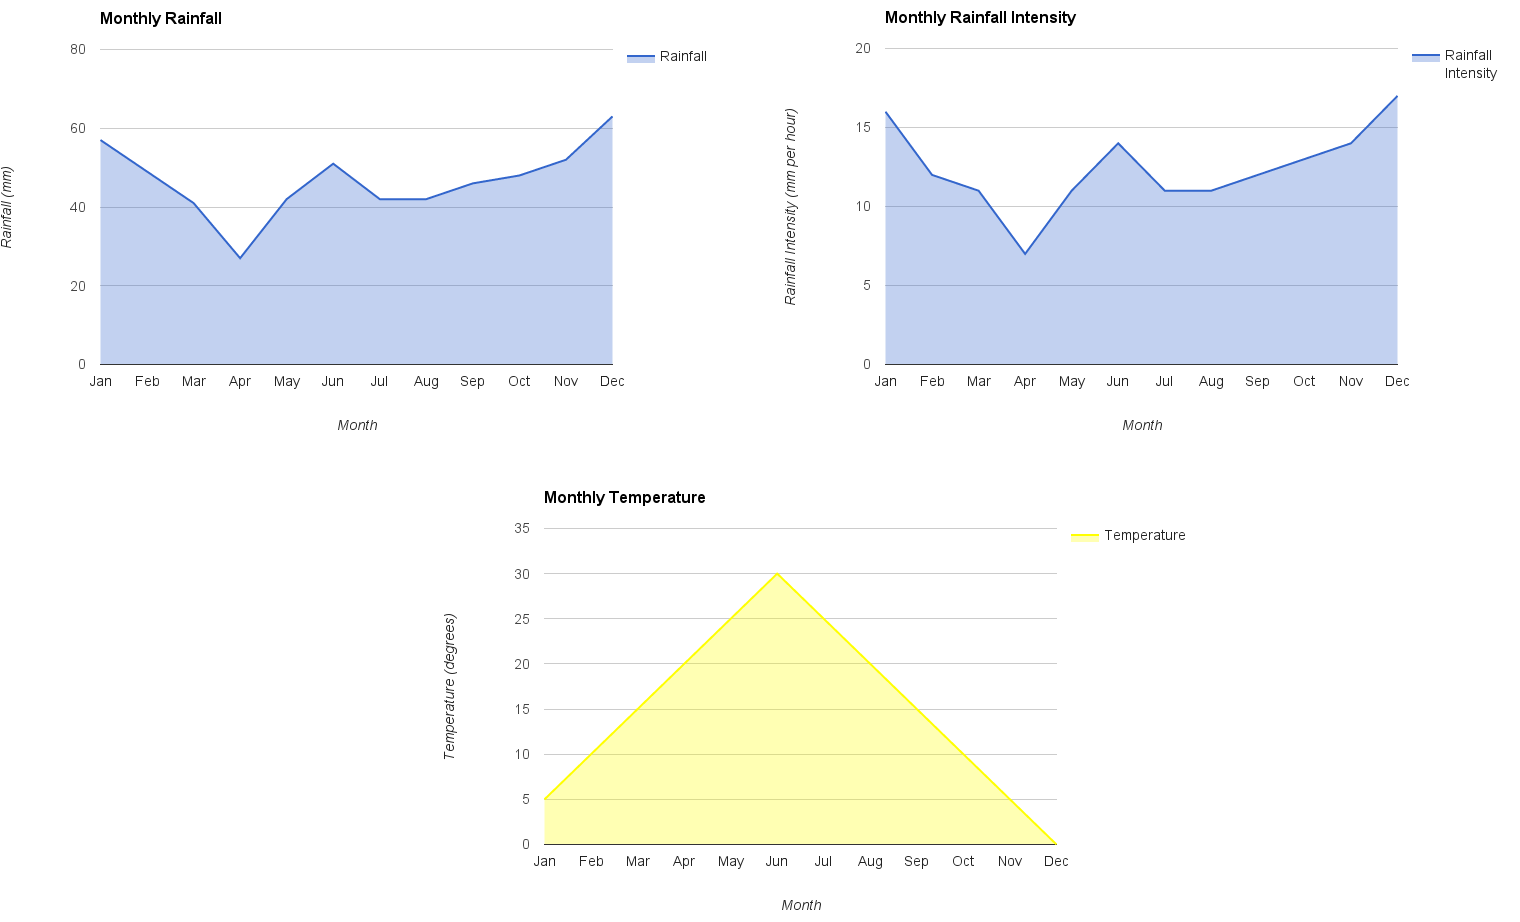 Monthly Rainfall
80
60
40
20
0
Rainfall (mm)
Jan Feb Mar Apr May Jun Jul Aug Sep Oct Nov Dec
Month
Rainfall
Monthly Rainfall Intensity
20
15
10
5
0
Rainfall Intensity (mm per hour)
Jan Feb Mar Apr May Jun Jul Aug Sep Oct Nov Dec
Month
Rainfall
Intensity
Monthly Temperature
35
30
25
20
15
10
5
0
Temperature (degrees)
Jan Feb Mar Apr May Jun Jul Aug Sep Oct Nov Dec
Month
Temperature